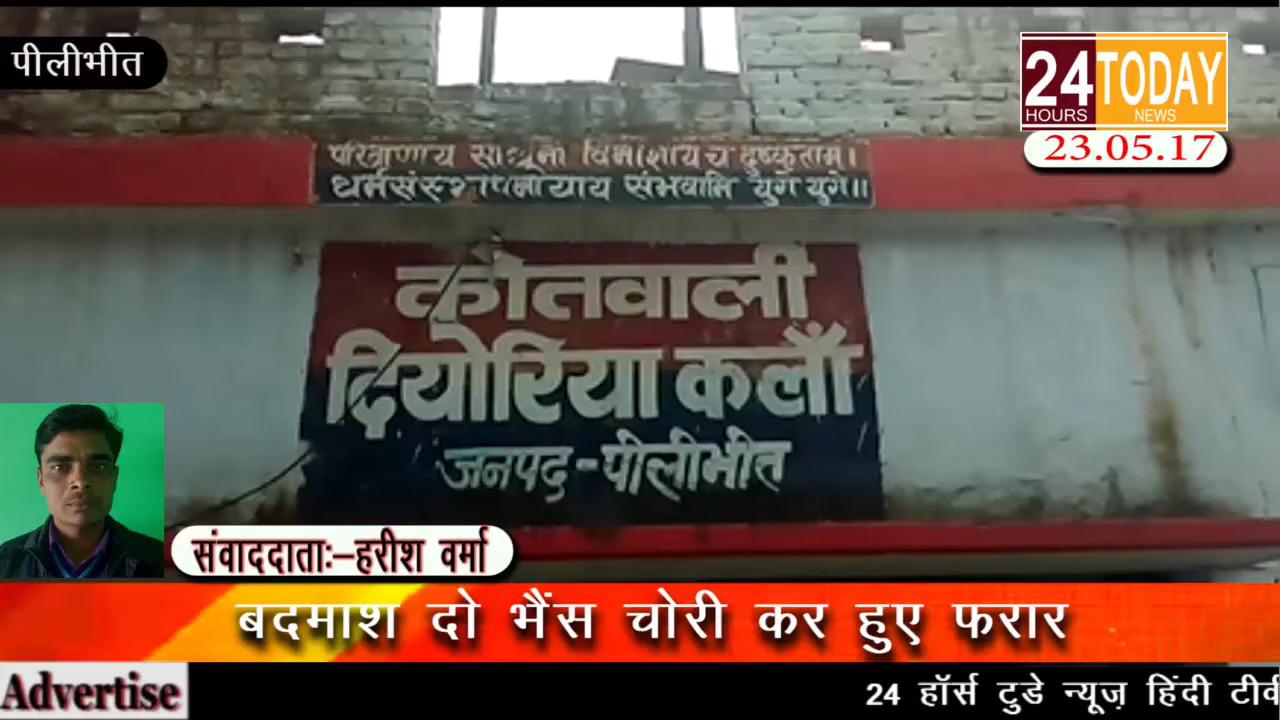 पीलीभीत
24 TODAY
HOURS NEWS
23.05.17
परित्राणाय साधूनां विनाशाय च दुष्कृताम्।
धर्मसंस्थापनार्थाय संभवामि युगे युगे॥
कोतवाली
दियोरिया कलाँ
जनपद-पीलीभीत
संवाददाताः-हरीश वर्मा
बदमाश दो भैंस चोरी कर हुए फरार
Advertise
24 हॉर्स टुडे न्यूज़ हिंदी टीवी